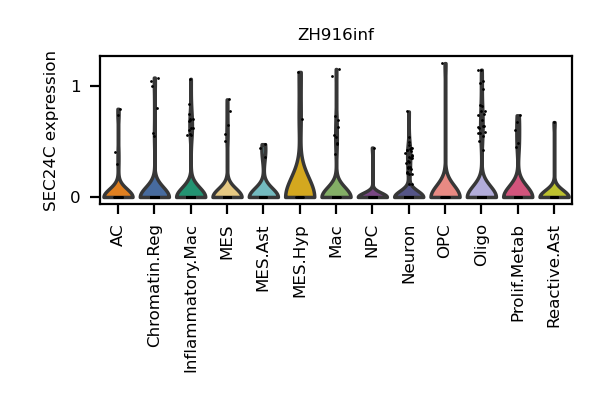 ZH916inf
SEC24C expression
1
0
AC
Chromatin.Reg
Inflammatory.Mac
MES
MES.Ast
MES.Hyp
Mac
NPC
Neuron
OPC
Oligo
Prolif.Metab
Reactive.Ast